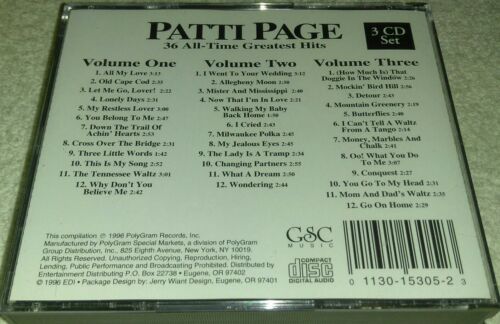 PATTI PAGE
36 All-Time Greatest Hits
3 CD
Set
Volume One
1. All My Love 3:13
2. Old Cape Cod 2:35
3. Let Me Go, Lover! 2:22
4. Lonely Days 2:31
5. My Restless Lover 3:00
6. You Belong To Me 2:47
7. Down The Trail Of
Achin' Hearts 2:53
8. Cross Over The Bridge 2:31
9. Three Little Words 1:42
10. This Is My Song 2:52
11. The Tennessee Waltz 3:01
12. Why Don't You
Believe Me 2:42
Volume Two
1. I Went To Your Wedding 3:12
2. Allegheny Moon 2:30
3. Mister And Mississippi 2:40
4. Now That I'm In Love 2:21
5. Walking My Baby
Back Home 1:50
6. I Cried 2:43
7. Milwaukee Polka 2:45
8. My Jealous Eyes 2:45
9. The Lady Is A Tramp 2:34
10. Changing Partners 2:55
11. What A Dream 2:50
12. Wondering 2:44
Volume Three
1. (How Much Is) That
Doggie In The Window 2:26
2. Mockin' Bird Hill 2:56
3. Detour 2:43
4. Mountain Greenery 2:19
5. Butterflies 2:40
6. I Can't Tell A Waltz
From A Tango 2:14
7. Money, Marbles And
Chalk 2:41
8. Oo! What You Do
To Me 3:07
9. Conquest 2:27
10. You Go To My Head 2:31
11. Mom And Dad's Waltz 2:35
12. Go On Home 2:29
This compilation ℗ 1996 PolyGram Records, Inc.
Manufactured by PolyGram Special Markets, a division of PolyGram
Group Distribution, Inc., 825 Eighth Avenue, New York, NY 10019.
All Rights Reserved. Unauthorized Copying, Reproduction, Hiring,
Lending, Public Performance and Broadcasting Prohibited. Distributed by
Entertainment Distributing P.O. Box 22738 • Eugene, OR 97402
© 1996 EDI • Package Design by: Jerry Wiant Design, Eugene, OR 97401
GSC
MUSIC
COMPACT
disc
DIGITAL AUDIO
0 1130-15305-2 3